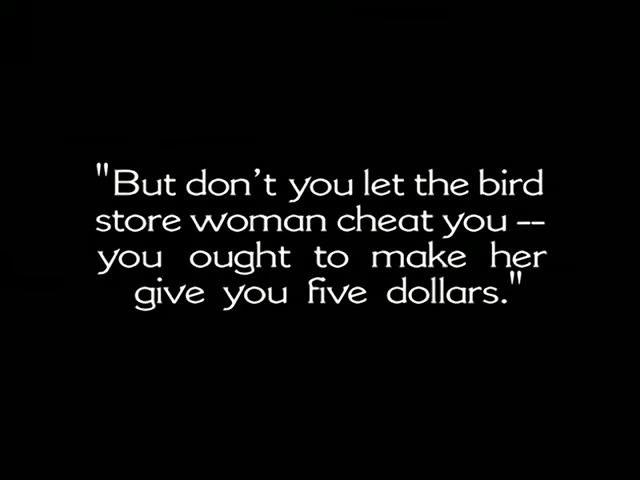 "But don't you let the bird
store woman cheat you --
you ought to make her
give you five dollars."